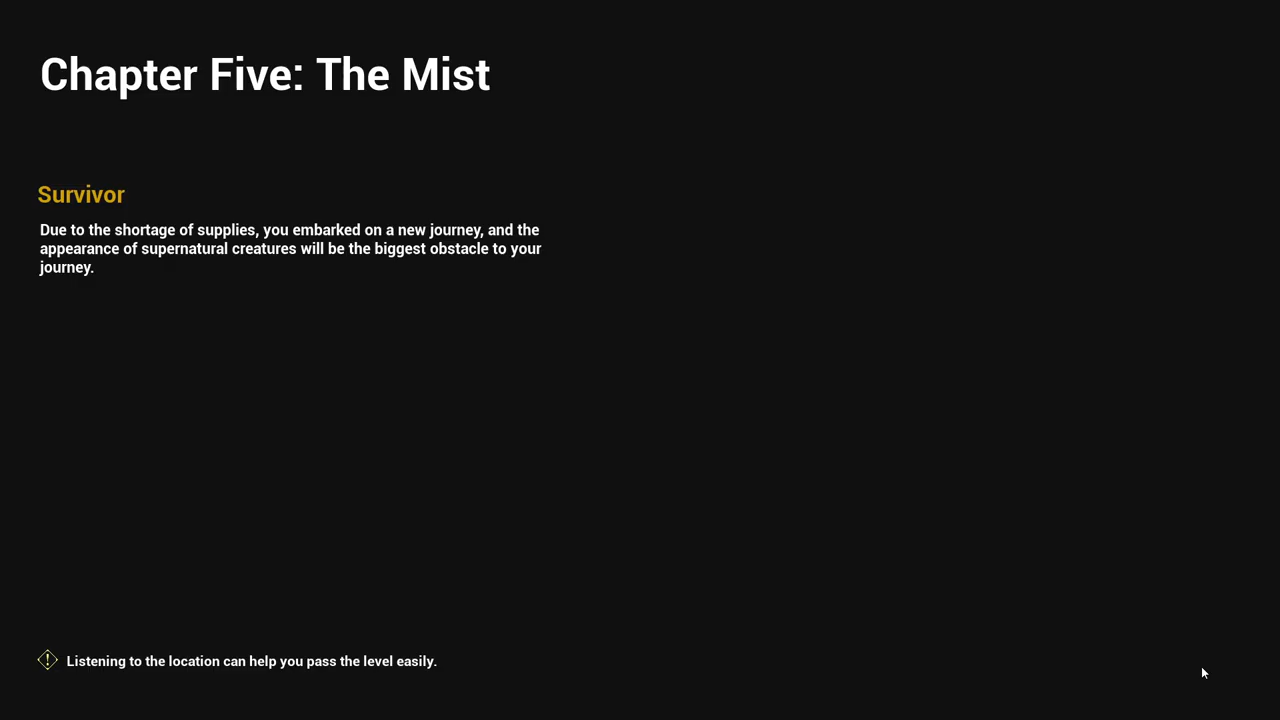 Chapter Five: The Mist
Survivor
Due to the shortage of supplies, you embarked on a new journey, and the
appearance of supernatural creatures will be the biggest obstacle to your
journey.
Listening to the location can help you pass the level easily.